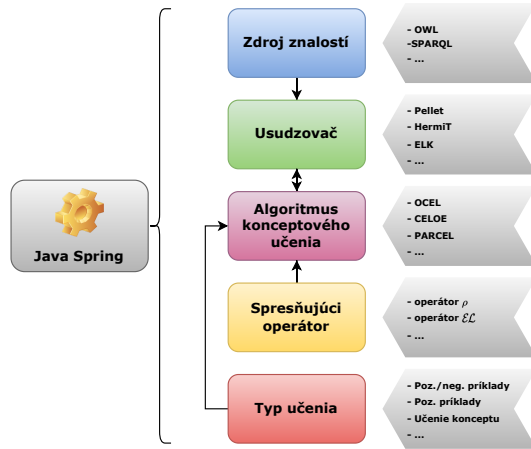 Zdroj znalostí
- OWL
-SPARQL
- ...
Usudzovač
- Pellet
- HermiT
- ELK
- ...
Java Spring
Algoritmus
konceptového
učenia
- OCEL
- CELOE
- PARCEL
- ...
Spresňujúci
operátor
- operátor ρ
- operátor ℰℒ
- ...
Typ učenia
- Poz./neg. príklady
- Poz. príklady
- Učenie konceptu
- ...